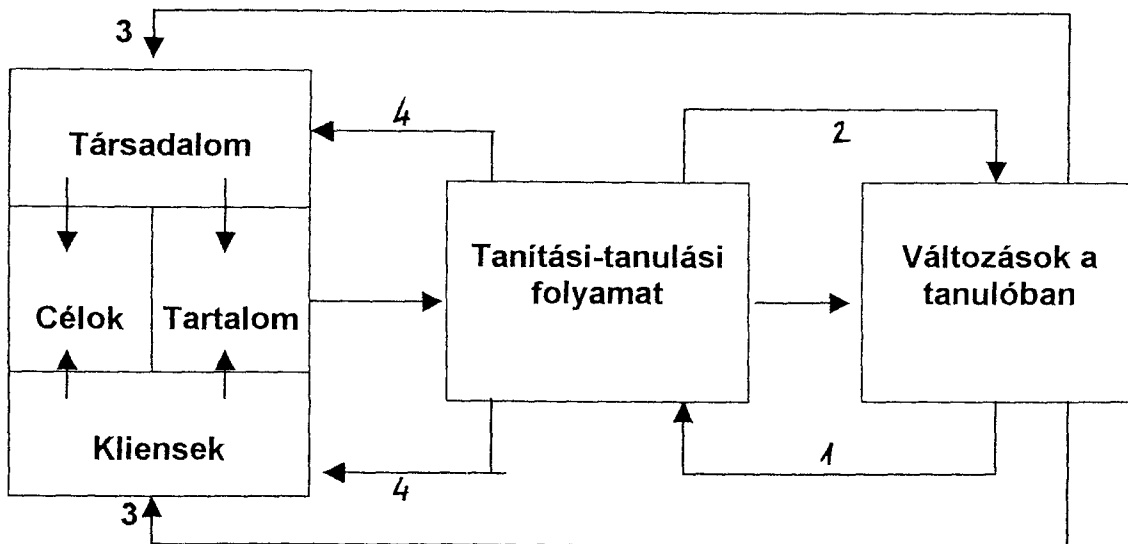 3
Társadalom
4
2
Tanítási-tanulási
folyamat
Változások a
tanulóban
Célok
Tartalom
Kliensek
4
1
3